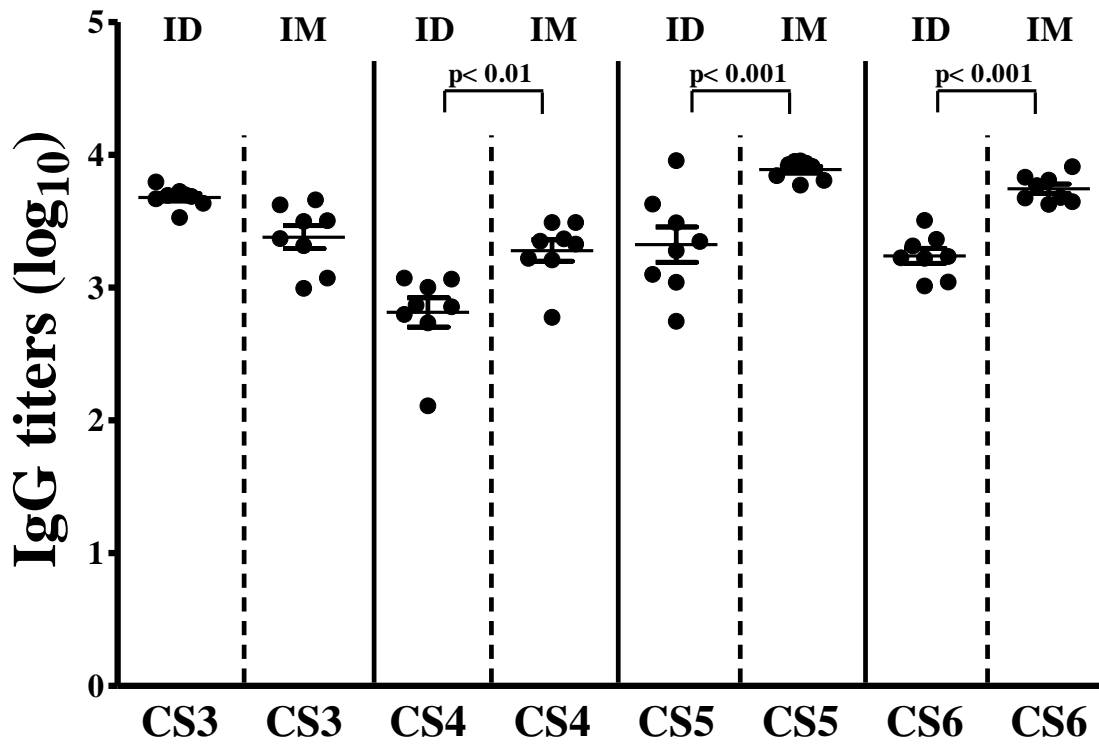 5
ID IM ID IM ID IM ID IM
p< 0.01 p< 0.001 p< 0.001
4
3
2
1
0
IgG titers (log10)
CS3 CS3 CS4 CS4 CS5 CS5 CS6 CS6